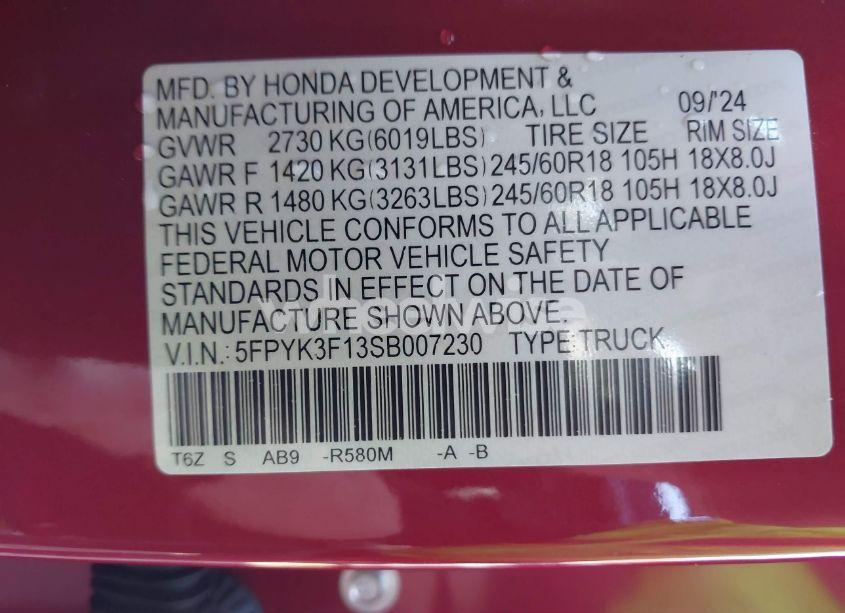 MFD. BY HONDA DEVELOPMENT &
MANUFACTURING OF AMERICA, LLC 09/'24
GVWR 2730 KG(6019LBS) TIRE SIZE RIM SIZE
GAWR F 1420 KG(3131LBS) 245/60R18 105H 18X8.0J
GAWR R 1480 KG(3263LBS) 245/60R18 105H 18X8.0J
THIS VEHICLE CONFORMS TO ALL APPLICABLE
FEDERAL MOTOR VEHICLE SAFETY
STANDARDS IN EFFECT ON THE DATE OF
MANUFACTURE SHOWN ABOVE.
V.I.N.: 5FPYK3F13SB007230 TYPE:TRUCK
T6Z S AB9 -R580M -A -B